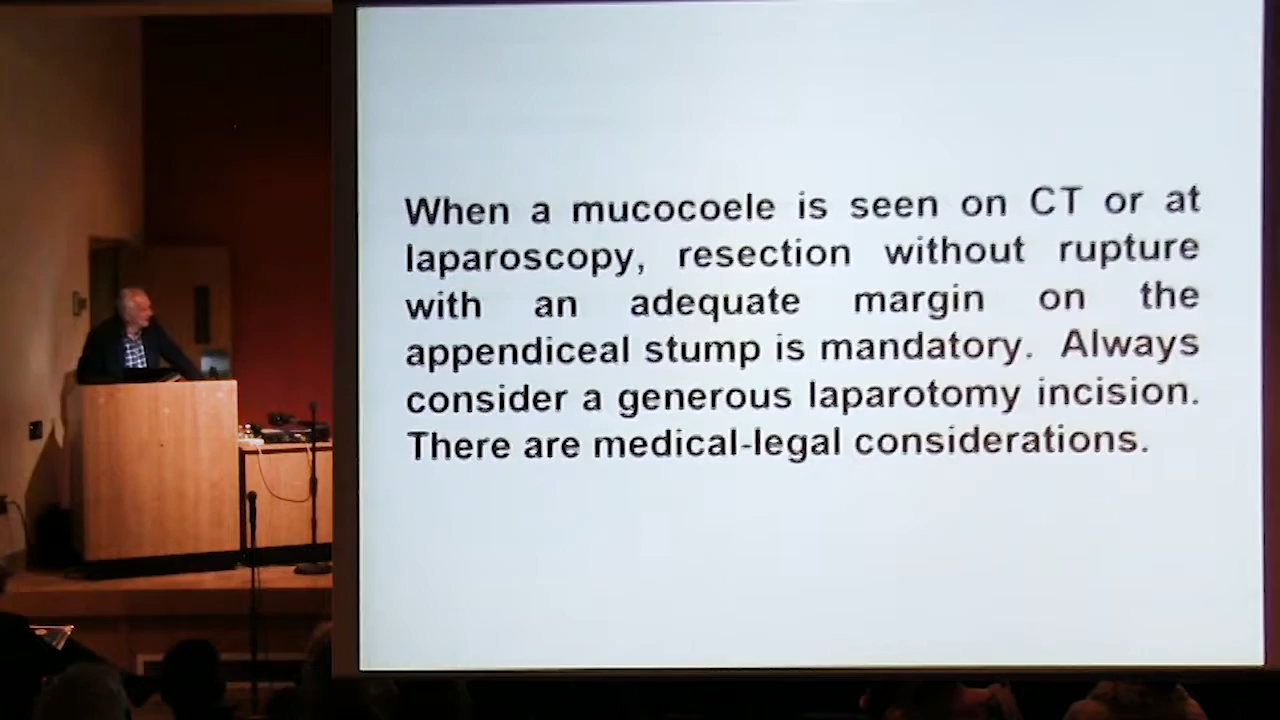 When a mucocoele is seen on CT or at
laparoscopy, resection without rupture
with an adequate margin on the
appendiceal stump is mandatory. Always
consider a generous laparotomy incision.
There are medical-legal considerations.